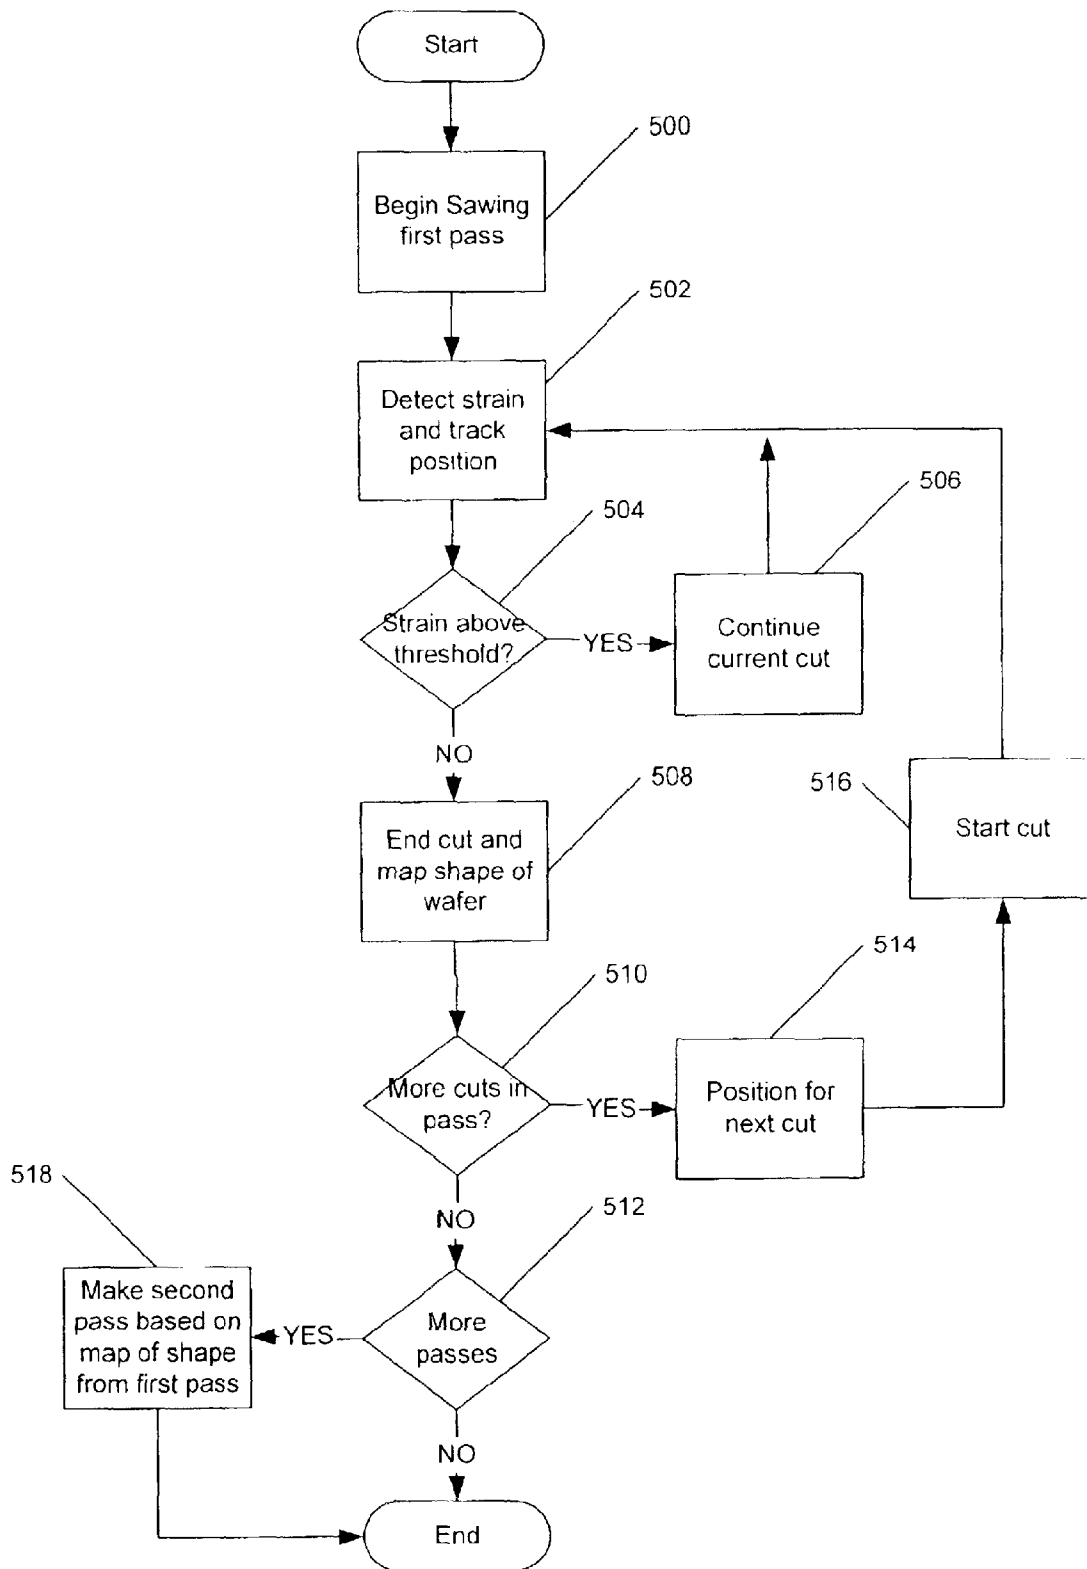 Start
500
Begin Sawing
first pass
502
Detect strain
and track
position
504
506
Strain above
threshold?
YES
Continue
current cut
NO
508
516
Start cut
End cut and
map shape of
wafer
510
514
More cuts in
pass?
YES
Position for
next cut
518
NO
512
Make second
pass based on
map of shape
from first pass
YES
More
passes
NO
End